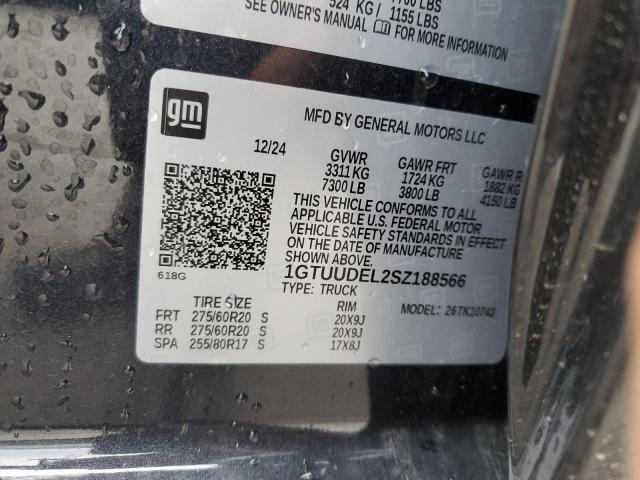 1700 LBS
524 KG/ 1155 LBS
SEE OWNER'S MANUAL FOR MORE INFORMATION
gm
MFD BY GENERAL MOTORS LLC
12/24 GVWR GAWR FRT GAWR R
3311 KG 1724 KG 1882 KG
7300 LB 3800 LB 4150 LB
THIS VEHICLE CONFORMS TO ALL
APPLICABLE U.S. FEDERAL MOTOR
VEHICLE SAFETY STANDARDS IN EFFECT
ON THE DATE OF MANUFACTURE
SHOWN ABOVE.
1GTUUDEL2SZ188566
618G TYPE: TRUCK
TIRE SIZE RIM MODEL: 26TK10743
FRT 275/60R20 S 20X9J
RR 275/60R20 S 20X9J
SPA 255/80R17 S 17X8J